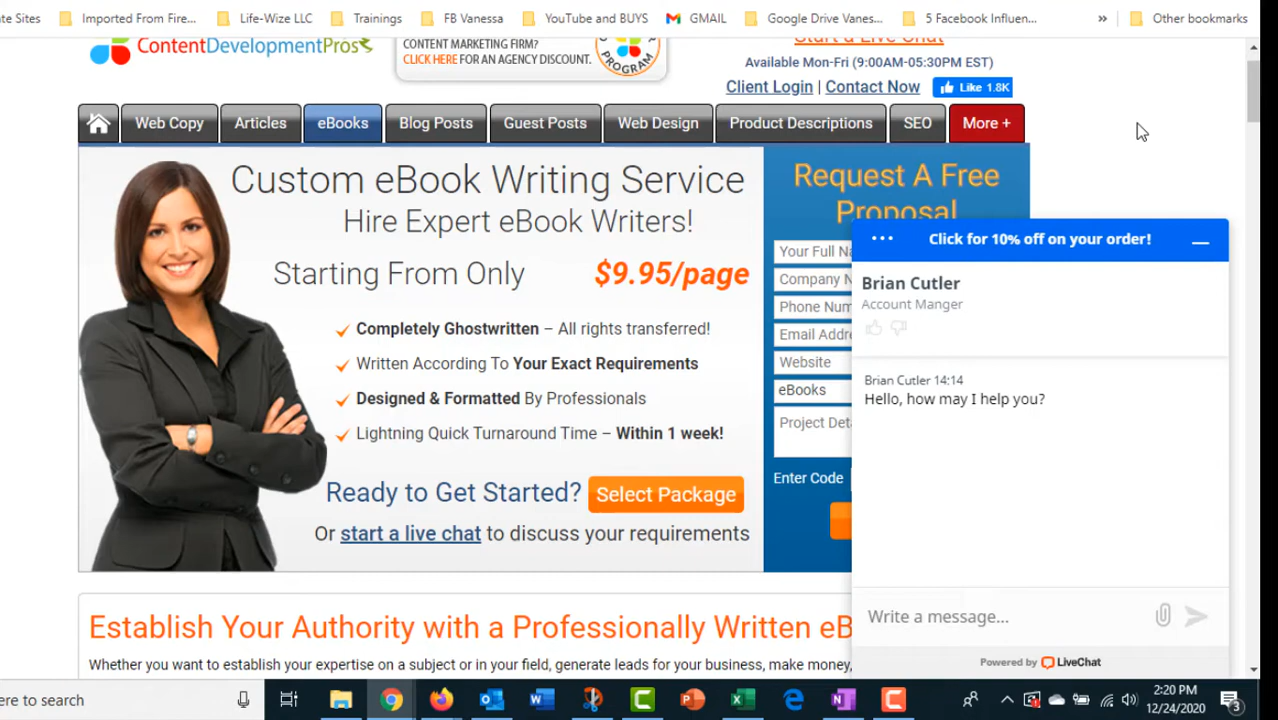 te Sites
Imported From Fire...
Life-Wize LLC
Trainings
FB Vanessa
YouTube and BUYS
GMAIL
Google Drive Vanes...
5 Facebook Influen...
»
Other bookmarks
ContentDevelopmentPros
CONTENT MARKETING FIRM?
CLICK HERE FOR AN AGENCY DISCOUNT.
PROGRAM
Start a Live Chat
Available Mon-Fri (9:00AM-05:30PM EST)
Client Login | Contact Now
Like 1.8K
Web Copy
Articles
eBooks
Blog Posts
Guest Posts
Web Design
Product Descriptions
SEO
More +
Custom eBook Writing Service
Hire Expert eBook Writers!
Starting From Only $9.95/page
Completely Ghostwritten – All rights transferred!
Written According To Your Exact Requirements
Designed & Formatted By Professionals
Lightning Quick Turnaround Time – Within 1 week!
Ready to Get Started? Select Package
Or start a live chat to discuss your requirements
Request A Free
Proposal
Your Full Na
Company N
Phone Num
Email Addre
Website
eBooks
Project Deta
Enter Code
Click for 10% off on your order!
Brian Cutler
Account Manger
Brian Cutler 14:14
Hello, how may I help you?
Write a message...
Powered by LiveChat
Establish Your Authority with a Professionally Written eB
Whether you want to establish your expertise on a subject or in your field, generate leads for your business, make money,
ere to search
2:20 PM
12/24/2020
3